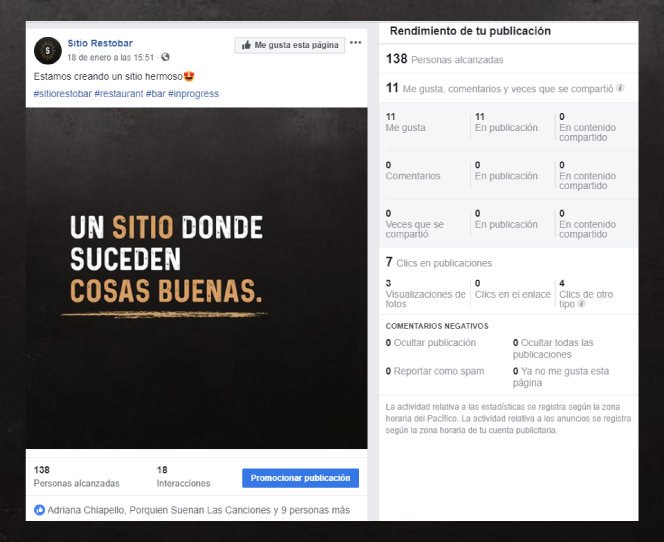 Sitio Restobar
Me gusta esta página
18 de enero a las 15:51
Estamos creando un sitio hermoso
#sitiorestobar #restaurant #bar #inprogress
UN SITIO DONDE
SUCEDEN
COSAS BUENAS.
138
Personas alcanzadas
18
Interacciones
Promocionar publicación
Adriana Chiapello, Porquien Suenan Las Canciones y 9 personas más
Rendimiento de tu publicación
138 Personas alcanzadas
11 Me gusta, comentarios y veces que se compartió
11
Me gusta
11
En publicación
0
En contenido
compartido
0
Comentarios
0
En publicación
0
En contenido
compartido
0
Veces que se
compartió
0
En publicación
0
En contenido
compartido
7 Clics en publicaciones
3
Visualizaciones de
fotos
0
Clics en el enlace
4
Clics de otro
tipo
COMENTARIOS NEGATIVOS
0 Ocultar publicación
0 Ocultar todas las
publicaciones
0 Reportar como spam
0 Ya no me gusta esta
página
La actividad relativa a las estadísticas se registra según la zona
horaria del Pacífico. La actividad relativa a los anuncios se registra
según la zona horaria de tu cuenta publicitaria.